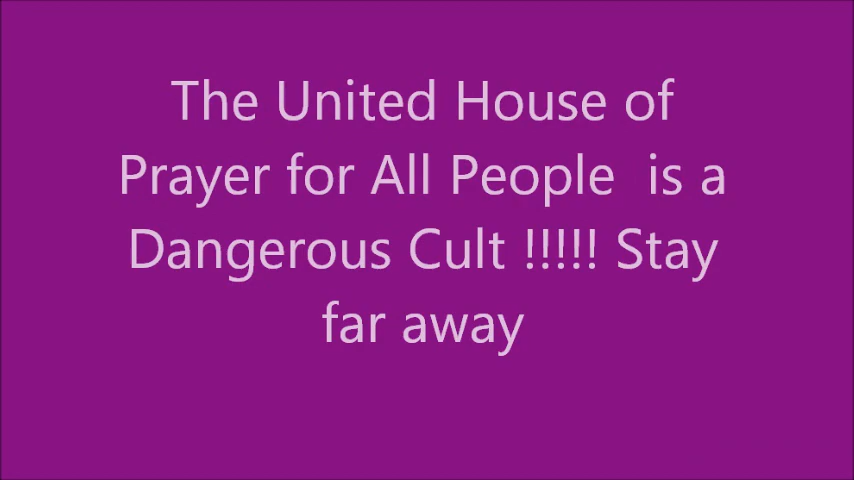 The United House of
Prayer for All People  is a
Dangerous Cult !!!!! Stay
far away